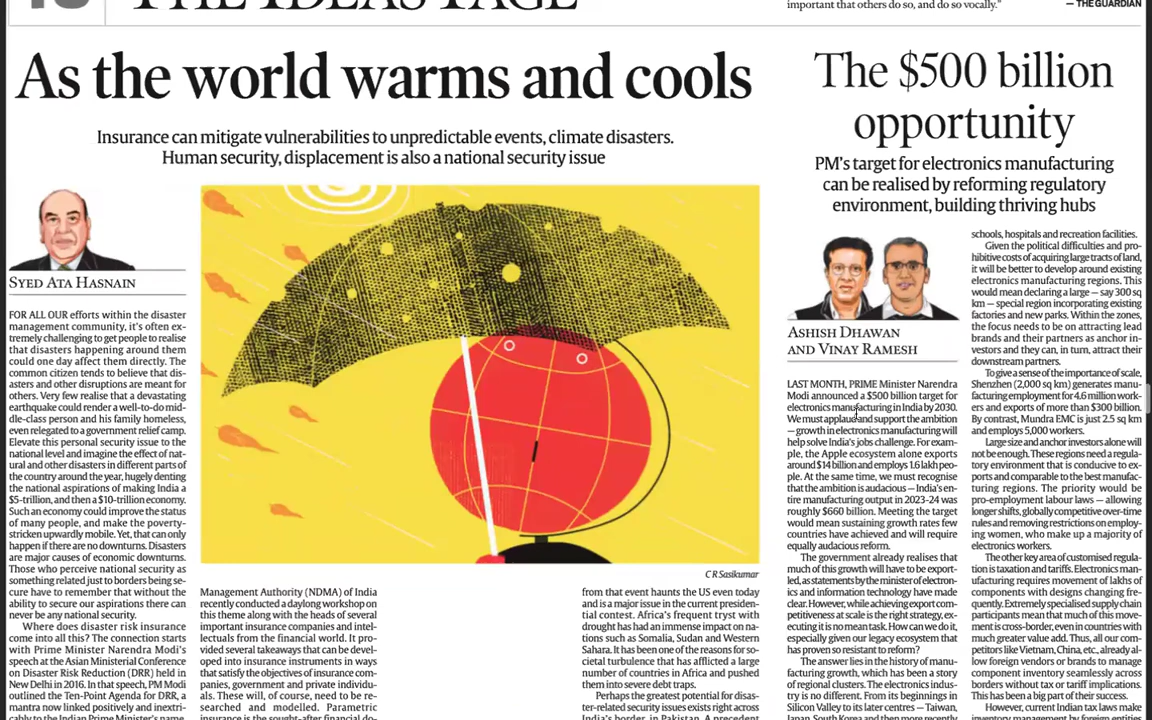 THE IDEAS PAGE
important that others do so, and do so vocally."
— THE GUARDIAN
As the world warms and cools
Insurance can mitigate vulnerabilities to unpredictable events, climate disasters.
Human security, displacement is also a national security issue
SYED ATA HASNAIN
FOR ALL OUR efforts within the disaster
management community, it's often ex-
tremely challenging to get people to realise
that disasters happening around them
could one day affect them directly. The
common citizen tends to believe that dis-
asters and other disruptions are meant for
others. Very few realise that a devastating
earthquake could render a well-to-do mid-
dle-class person and his family homeless,
even relegated to a government relief camp.
Elevate this personal security issue to the
national level and imagine the effect of nat-
ural and other disasters in different parts of
the country around the year, hugely denting
the national aspirations of making India a
$5-trillion, and then a $10-trillion economy.
Such an economy could improve the status
of many people, and make the poverty-
stricken upwardly mobile. Yet, that can only
happen if there are no downturns. Disasters
are major causes of economic downturns.
Those who perceive national security as
something related just to borders being se-
cure have to remember that without the
ability to secure our aspirations there can
never be any national security.
Where does disaster risk insurance
come into all this? The connection starts
with Prime Minister Narendra Modi's
speech at the Asian Ministerial Conference
on Disaster Risk Reduction (DRR) held in
New Delhi in 2016. In that speech, PM Modi
outlined the Ten-Point Agenda for DRR, a
mantra now linked positively and inextri-
cably to the Indian Prime Minister's name.
C R Sasikumar
Management Authority (NDMA) of India
recently conducted a daylong workshop on
this theme along with the heads of several
important insurance companies and intel-
lectuals from the financial world. It pro-
vided several takeaways that can be devel-
oped into insurance instruments in ways
that satisfy the objectives of insurance com-
panies, government and private individu-
als. These will, of course, need to be re-
searched and modelled. Parametric
insurance is the sought-after financial do-
from that event haunts the US even today
and is a major issue in the current presiden-
tial contest. Africa's frequent tryst with
drought has had an immense impact on na-
tions such as Somalia, Sudan and Western
Sahara. It has been one of the reasons for so-
cietal turbulence that has afflicted a large
number of countries in Africa and pushed
them into severe debt traps.
Perhaps the greatest potential for disas-
ter-related security issues exists right across
India's border, in Pakistan. A precedent
The $500 billion
opportunity
PM's target for electronics manufacturing
can be realised by reforming regulatory
environment, building thriving hubs
ASHISH DHAWAN
AND VINAY RAMESH
LAST MONTH, PRIME Minister Narendra
Modi announced a $500 billion target for
electronics manufacturing in India by 2030.
We must applaud and support the ambition
— growth in electronics manufacturing will
help solve India's jobs challenge. For exam-
ple, the Apple ecosystem alone exports
around $14 billion and employs 1.6 lakh peo-
ple. At the same time, we must recognise
that the ambition is audacious — India's en-
tire manufacturing output in 2023-24 was
roughly $660 billion. Meeting the target
would mean sustaining growth rates few
countries have achieved and will require
equally audacious reform.
The government already realises that
much of this growth will have to be export-
led, as statements by the minister of electron-
ics and information technology have made
clear. However, while achieving export com-
petitiveness at scale is the right strategy, ex-
ecuting it is no mean task. How can we do it,
especially given our legacy ecosystem that
has proven so resistant to reform?
The answer lies in the history of manu-
facturing growth, which has been a story
of regional clusters. The electronics indus-
try is no different. From its beginnings in
Silicon Valley to its later centres – Taiwan,
Japan, South Korea and then more recently
schools, hospitals and recreation facilities.
Given the political difficulties and pro-
hibitive costs of acquiring large tracts of land,
it will be better to develop around existing
electronics manufacturing regions. This
would mean declaring a large — say 300 sq
km — special region incorporating existing
factories and new parks. Within the zones,
the focus needs to be on attracting lead
brands and their partners as anchor in-
vestors and they can, in turn, attract their
downstream partners.
To give a sense of the importance of scale,
Shenzhen (2,000 sq km) generates manu-
facturing employment for 4.6 million work-
ers and exports of more than $300 billion.
By contrast, Mundra EMC is just 2.5 sq km
and employs 5,000 workers.
Large size and anchor investors alone will
not be enough. These regions need a regula-
tory environment that is conducive to ex-
ports and comparable to the best manufac-
turing regions. The priority would be
pro-employment labour laws — allowing
longer shifts, globally competitive over-time
rules and removing restrictions on employ-
ing women, who make up a majority of
electronics workers.
The other key area of customised regula-
tion is taxation and tariffs. Electronics man-
ufacturing requires movement of lakhs of
components with designs changing fre-
quently. Extremely specialised supply chain
participants mean that much of this move-
ment is cross-border, even in countries with
much greater value add. Thus, all our com-
petitors like Vietnam, China, etc., already al-
low foreign vendors or brands to manage
component inventory seamlessly across
borders without tax or tariff implications.
This has been a big part of their success.
However, current Indian tax laws make
inventory management by foreign entities